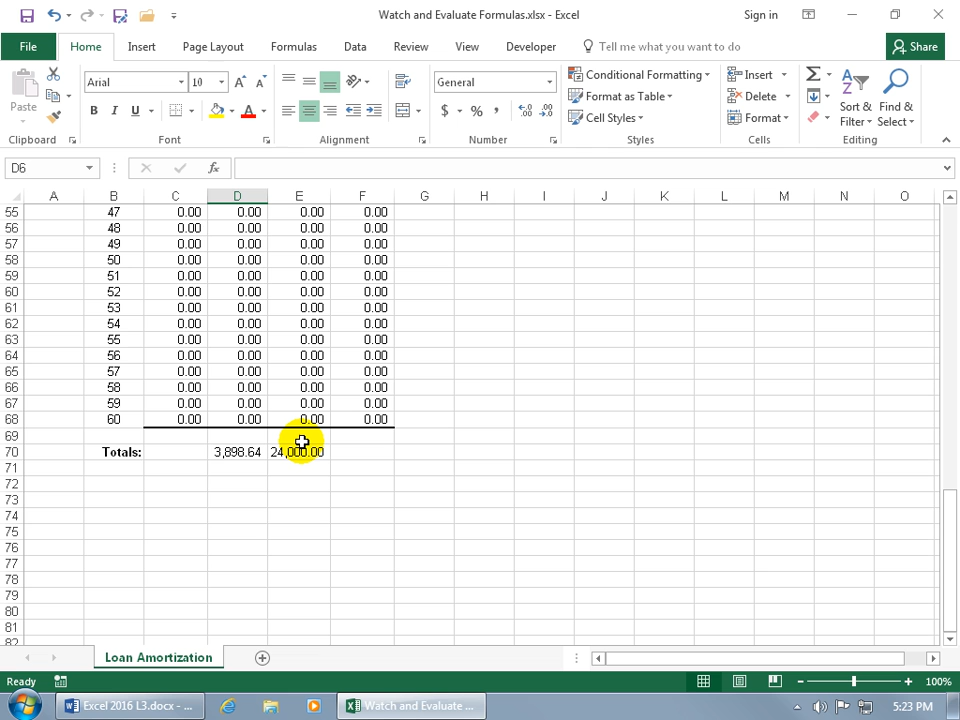 Watch and Evaluate Formulas.xlsx - Excel
Sign in
File Home Insert Page Layout Formulas Data Review View Developer Tell me what you want to do Share
Paste
Arial 10
General
Conditional Formatting
Format as Table
Cell Styles
Insert
Delete
Format
Sort & Filter
Find & Select
B I U A $ % ,
Clipboard Font Alignment Number Styles Cells Editing
D6 fx
A B C D E F G H I J K L M N O
55 47 0.00 0.00 0.00 0.00
56 48 0.00 0.00 0.00 0.00
57 49 0.00 0.00 0.00 0.00
58 50 0.00 0.00 0.00 0.00
59 51 0.00 0.00 0.00 0.00
60 52 0.00 0.00 0.00 0.00
61 53 0.00 0.00 0.00 0.00
62 54 0.00 0.00 0.00 0.00
63 55 0.00 0.00 0.00 0.00
64 56 0.00 0.00 0.00 0.00
65 57 0.00 0.00 0.00 0.00
66 58 0.00 0.00 0.00 0.00
67 59 0.00 0.00 0.00 0.00
68 60 0.00 0.00 0.00 0.00
69
70 Totals: 3,898.64 24,000.00
71
72
73
74
75
76
77
78
79
80
81
82
Loan Amortization
Ready 100%
Excel 2016 L3.docx - ... Watch and Evaluate ... 5:23 PM